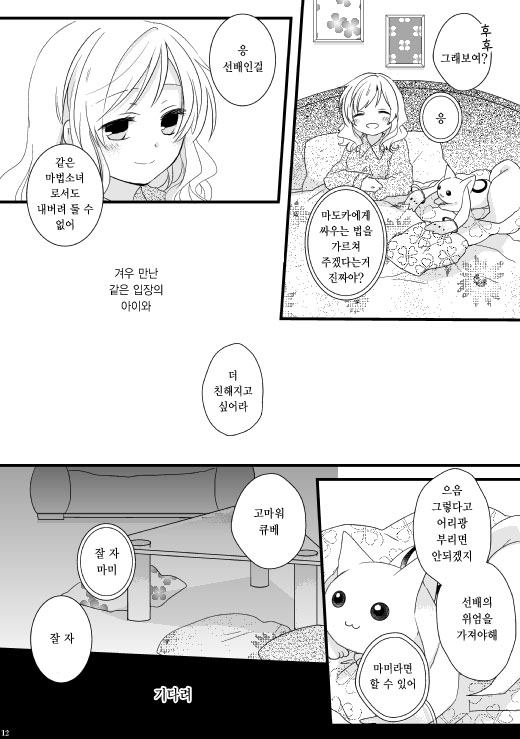 후
후
그래보여?
응
마도카에게
싸우는 법을
가르쳐
주겠다는거
진짜야?
응
선배인걸
같은
마법소녀
로서도
내버려 둘 수
없어
겨우 만난
같은 입장의
아이와
더
친해지고
싶어라
으음
그렇다고
어리광
부리면
안되겠지
선배의
위엄을
가져야해
마미라면
할 수 있어
고마워
큐베
잘 자
마미
잘 자
기다려
12